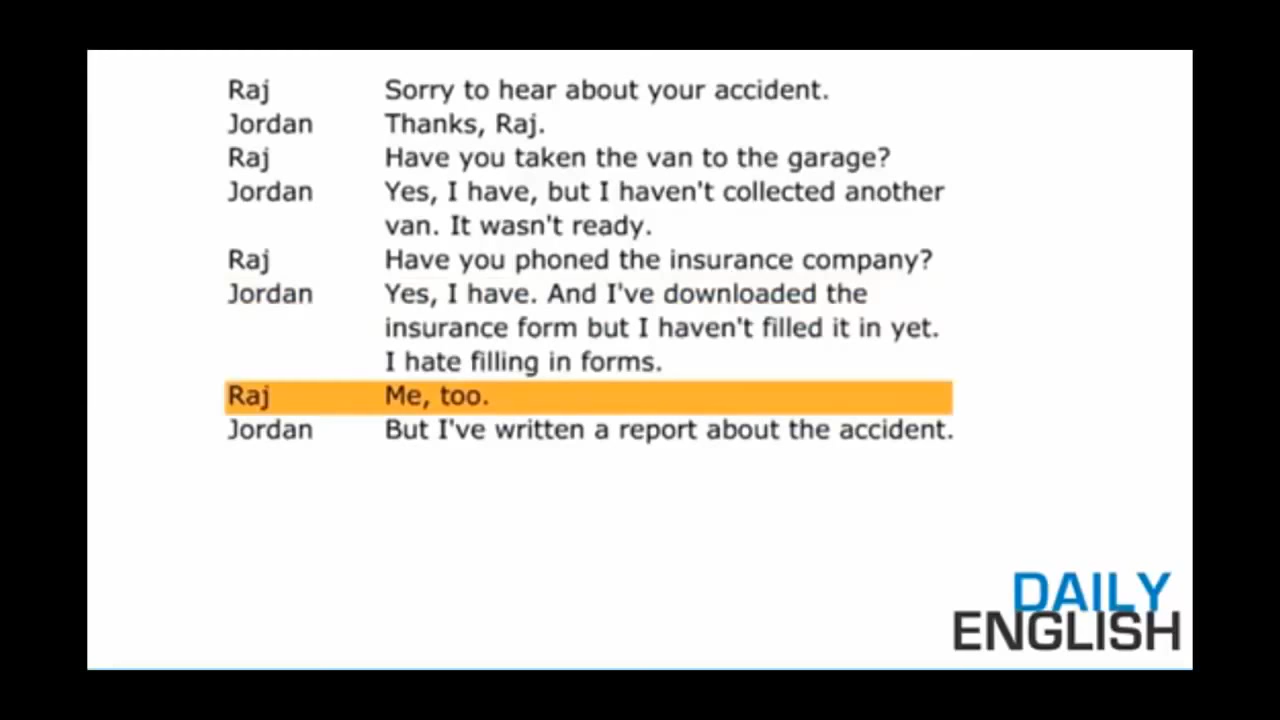 Raj Sorry to hear about your accident.
Jordan Thanks, Raj.
Raj Have you taken the van to the garage?
Jordan Yes, I have, but I haven't collected another
van. It wasn't ready.
Raj Have you phoned the insurance company?
Jordan Yes, I have. And I've downloaded the
insurance form but I haven't filled it in yet.
I hate filling in forms.
Raj Me, too.
Jordan But I've written a report about the accident.
DAILY
ENGLISH